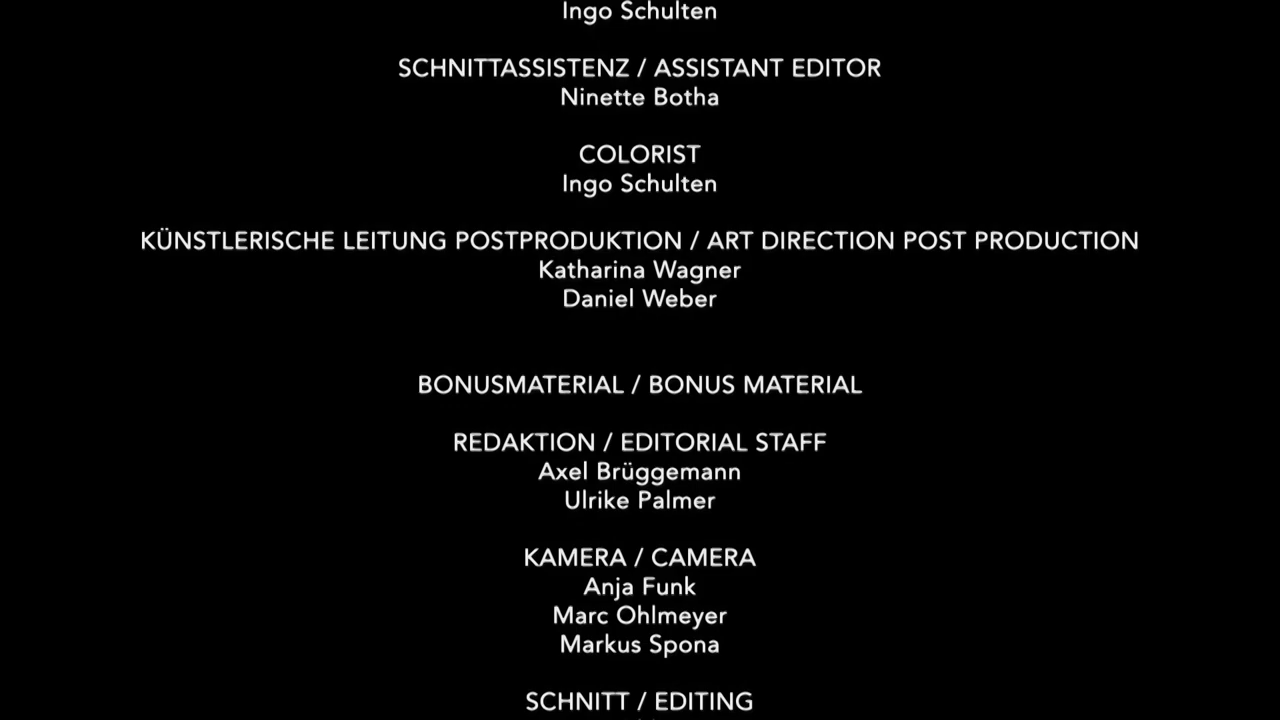 Ingo Schulten
SCHNITTASSISTENZ / ASSISTANT EDITOR
Ninette Botha
COLORIST
Ingo Schulten
KÜNSTLERISCHE LEITUNG POSTPRODUKTION / ART DIRECTION POST PRODUCTION
Katharina Wagner
Daniel Weber
BONUSMATERIAL / BONUS MATERIAL
REDAKTION / EDITORIAL STAFF
Axel Brüggemann
Ulrike Palmer
KAMERA / CAMERA
Anja Funk
Marc Ohlmeyer
Markus Spona
SCHNITT / EDITING